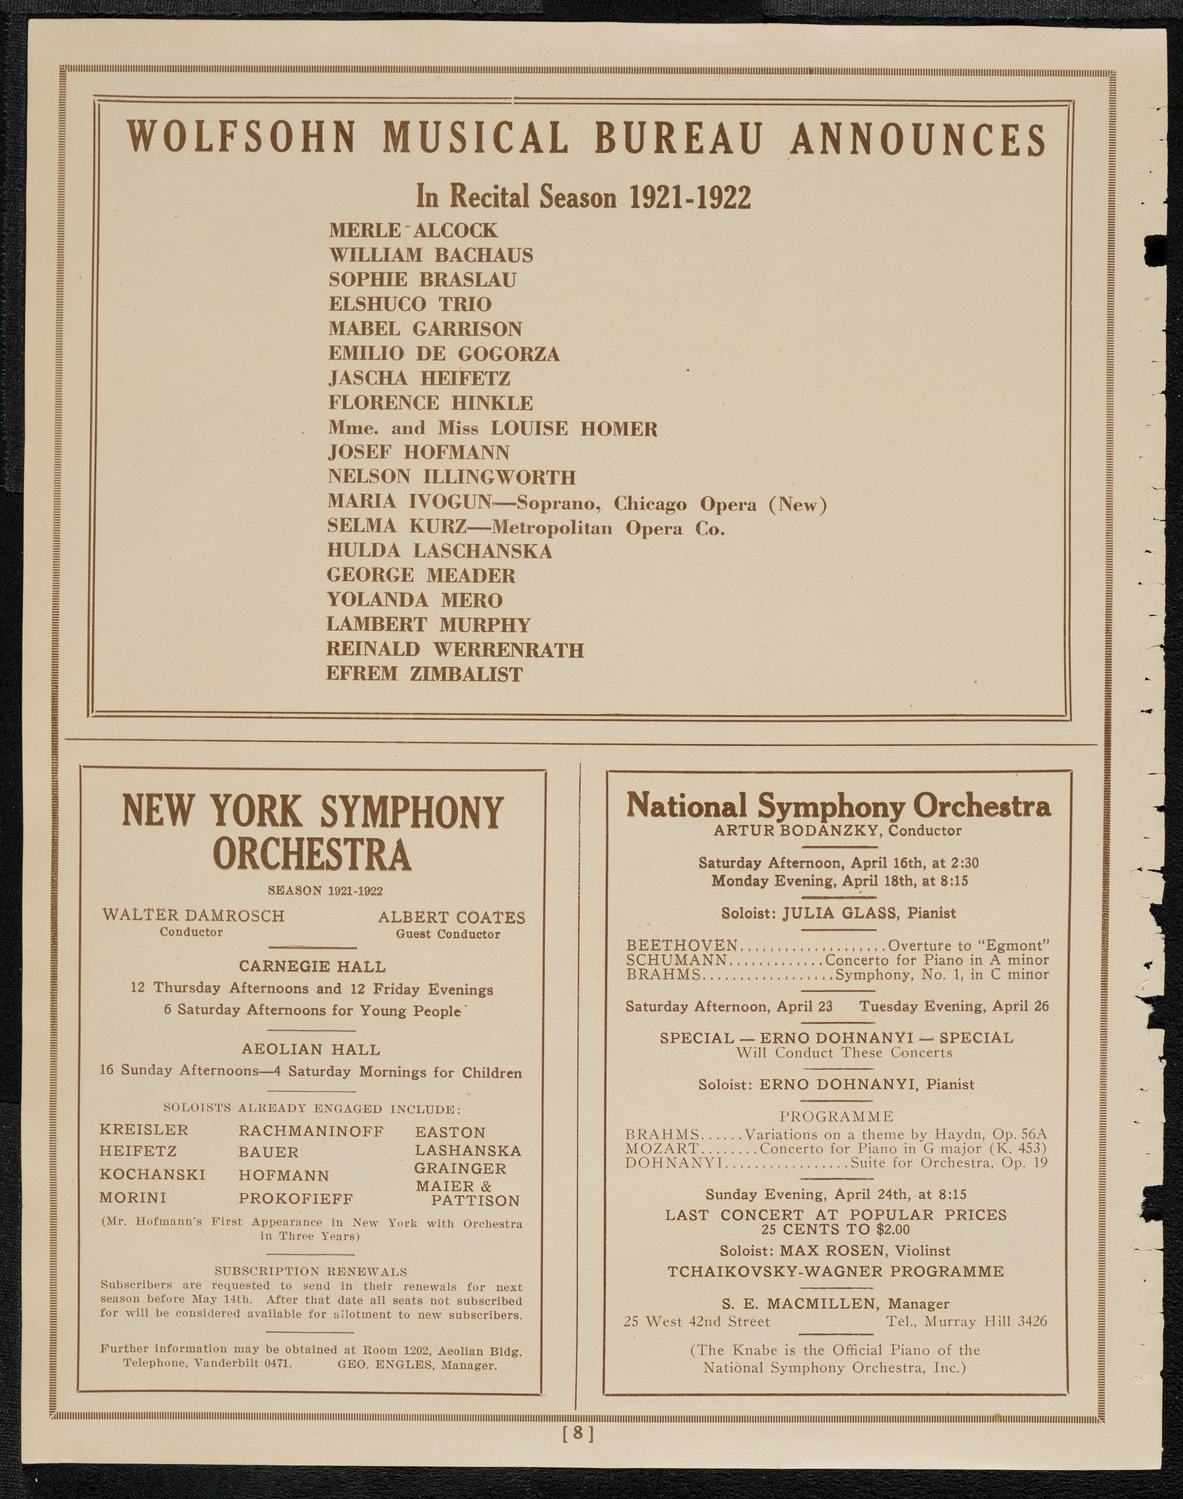 WOLFSOHN MUSICAL BUREAU ANNOUNCES
In Recital Season 1921-1922
MERLE ALCOCK
WILLIAM BACHAUS
SOPHIE BRASLAU
ELSHUCO TRIO
MABEL GARRISON
EMILIO DE GOGORZA
JASCHA HEIFETZ
FLORENCE HINKLE
Mme. and Miss LOUISE HOMER
JOSEF HOFMANN
NELSON ILLINGWORTH
MARIA IVOGUN—Soprano, Chicago Opera (New)
SELMA KURZ—Metropolitan Opera Co.
HULDA LASCHANSKA
GEORGE MEADER
YOLANDA MERO
LAMBERT MURPHY
REINALD WERRENRATH
EFREM ZIMBALIST
NEW YORK SYMPHONY
ORCHESTRA
SEASON 1921-1922
WALTER DAMROSCH ALBERT COATES
Conductor Guest Conductor
CARNEGIE HALL
12 Thursday Afternoons and 12 Friday Evenings
6 Saturday Afternoons for Young People
AEOLIAN HALL
16 Sunday Afternoons—4 Saturday Mornings for Children
SOLOISTS ALREADY ENGAGED INCLUDE:
KREISLER RACHMANINOFF EASTON
HEIFETZ BAUER LASHANSKA
KOCHANSKI HOFMANN GRAINGER
MORINI PROKOFIEFF MAIER &
PATTISON
(Mr. Hofmann's First Appearance in New York with Orchestra
in Three Years)
SUBSCRIPTION RENEWALS
Subscribers are requested to send in their renewals for next
season before May 14th. After that date all seats not subscribed
for will be considered available for allotment to new subscribers.
Further information may be obtained at Room 1202, Aeolian Bldg.
Telephone, Vanderbilt 0471. GEO. ENGLES, Manager.
National Symphony Orchestra
ARTUR BODANZKY, Conductor
Saturday Afternoon, April 16th, at 2:30
Monday Evening, April 18th, at 8:15
Soloist: JULIA GLASS, Pianist
BEETHOVEN....................Overture to "Egmont"
SCHUMANN.............Concerto for Piano in A minor
BRAHMS..................Symphony, No. 1, in C minor
Saturday Afternoon, April 23 Tuesday Evening, April 26
SPECIAL — ERNO DOHNANYI — SPECIAL
Will Conduct These Concerts
Soloist: ERNO DOHNANYI, Pianist
PROGRAMME
BRAHMS......Variations on a theme by Haydn, Op. 56A
MOZART........Concerto for Piano in G major (K. 453)
DOHNANYI.................Suite for Orchestra, Op. 19
Sunday Evening, April 24th, at 8:15
LAST CONCERT AT POPULAR PRICES
25 CENTS TO $2.00
Soloist: MAX ROSEN, Violinst
TCHAIKOVSKY-WAGNER PROGRAMME
S. E. MACMILLEN, Manager
25 West 42nd Street Tel., Murray Hill 3426
(The Knabe is the Official Piano of the
National Symphony Orchestra, Inc.)
[ 8 ]